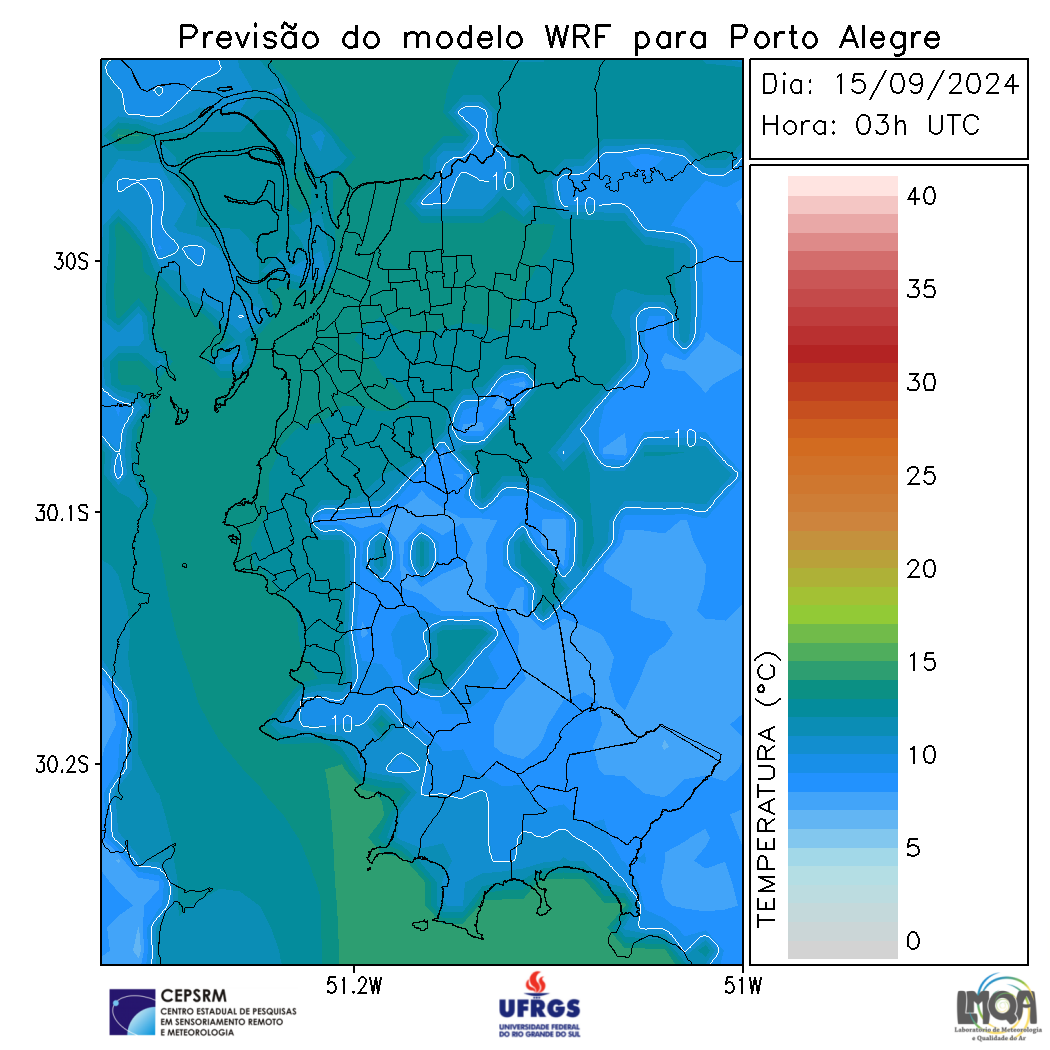 Previsão do modelo WRF para Porto Alegre
Dia: 15/09/2024
Hora: 03h UTC
40
35
30
25
20
15
10
5
0
TEMPERATURA (°C)
30S
30.1S
30.2S
51.2W
51W
10
10
10
10
CEPSRM
CENTRO ESTADUAL DE PESQUISAS
EM SENSORIAMENTO REMOTO
E METEOROLOGIA
UFRGS
UNIVERSIDADE FEDERAL
DO RIO GRANDE DO SUL
LMQA
Laboratório de Meteorologia
e Qualidade do Ar